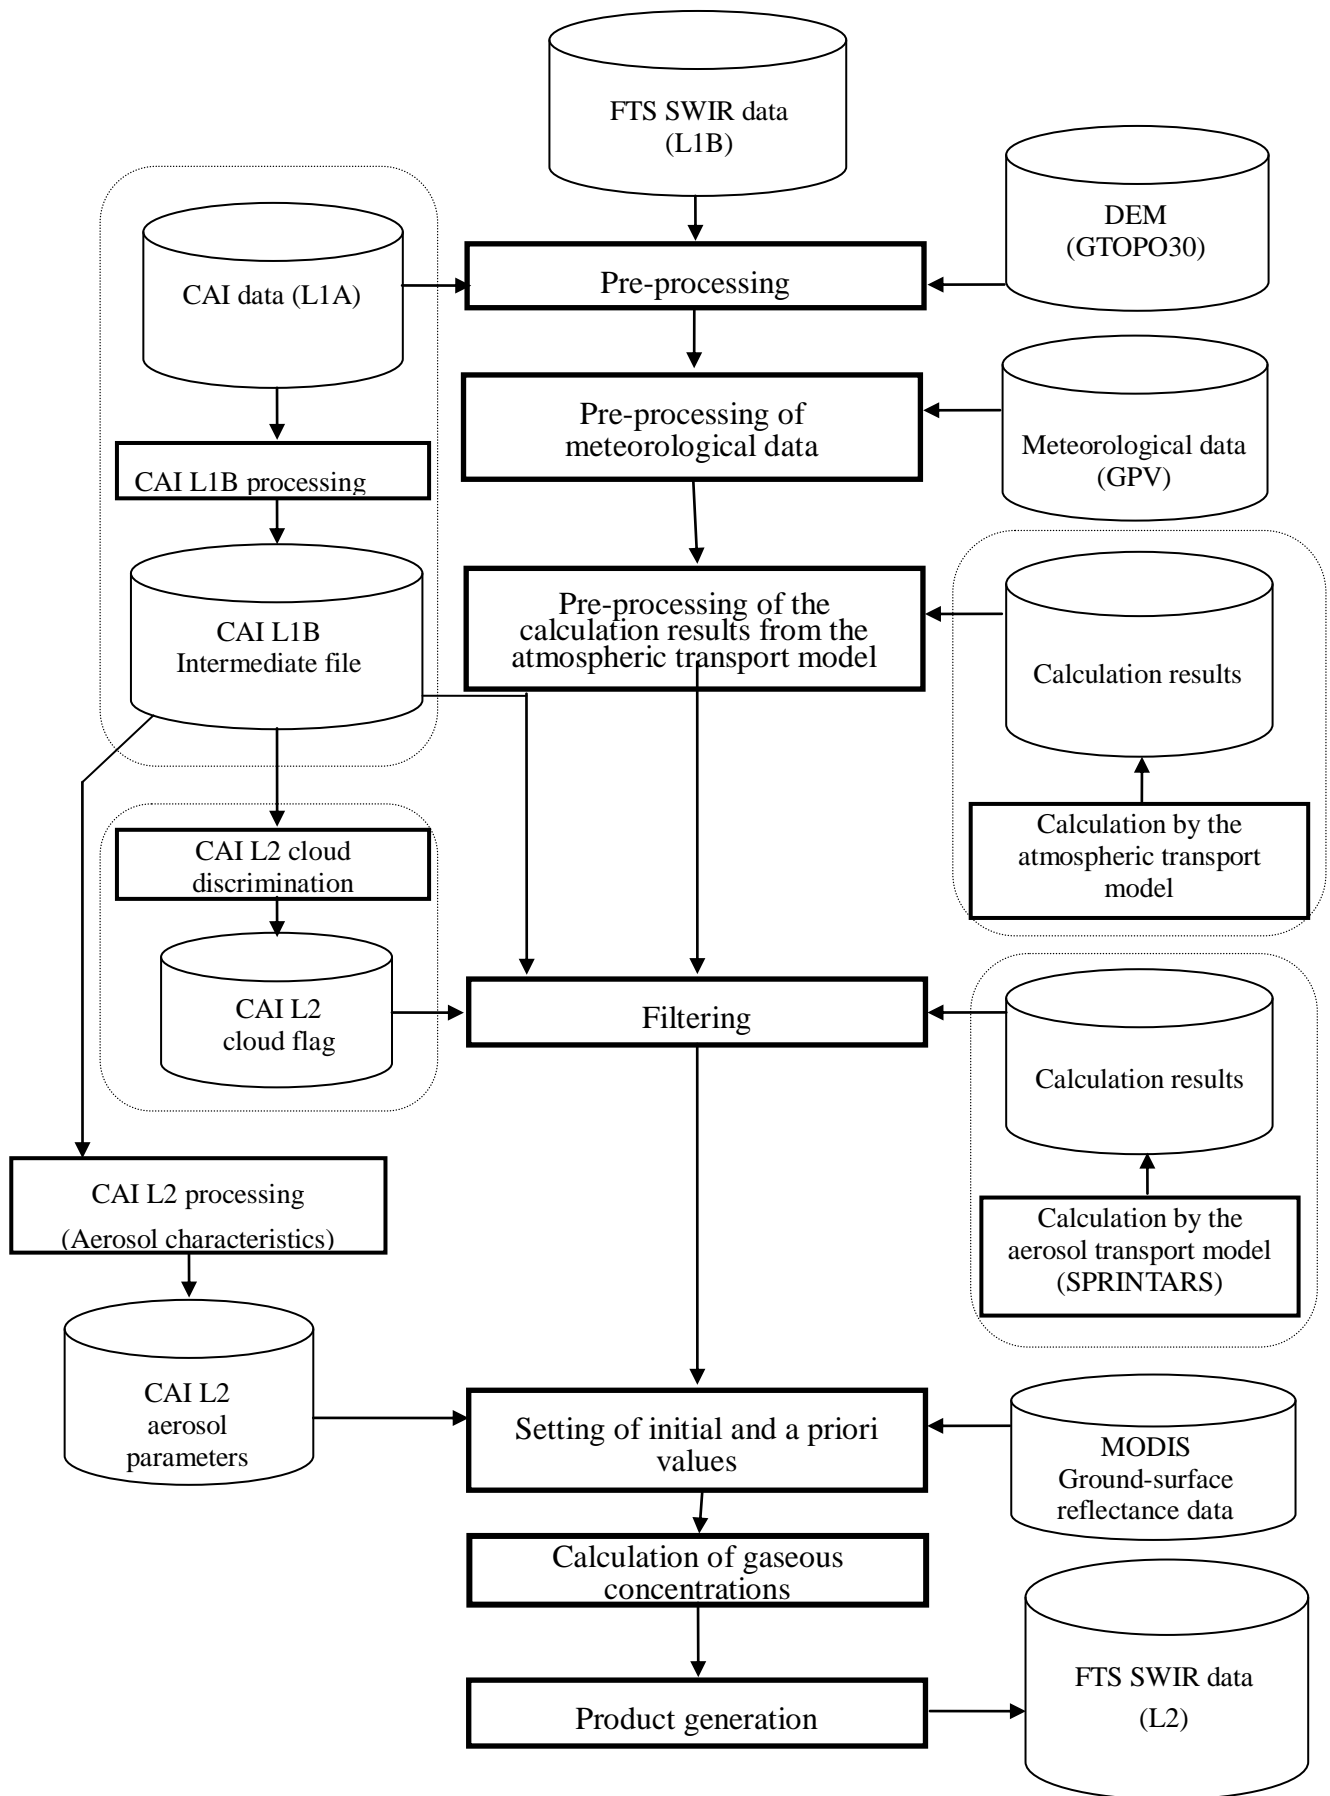 FTS SWIR data
(L1B)
DEM
(GTOPO30)
CAI data (L1A)
Pre-processing
Pre-processing of
meteorological data
Meteorological data
(GPV)
CAI L1B processing
CAI L1B
Intermediate file
Pre-processing of the
calculation results from the
atmospheric transport model
Calculation results
Calculation by the
atmospheric transport
model
CAI L2 cloud
discrimination
CAI L2
cloud flag
Filtering
Calculation results
CAI L2 processing
(Aerosol characteristics)
Calculation by the
aerosol transport model
(SPRINTARS)
CAI L2
aerosol
parameters
Setting of initial and a priori
values
MODIS
Ground-surface
reflectance data
Calculation of gaseous
concentrations
Product generation
FTS SWIR data
(L2)